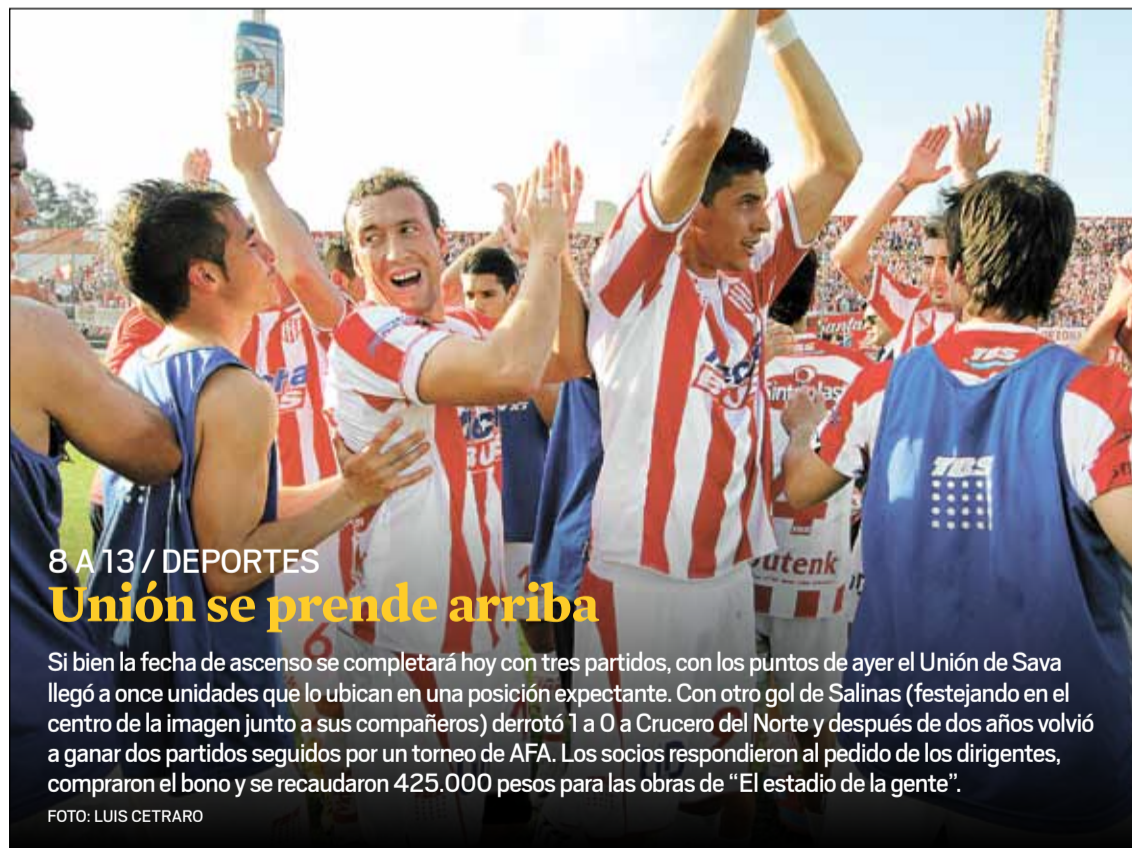 8 A 13 / DEPORTES
Unión se prende arriba
Si bien la fecha de ascenso se completará hoy con tres partidos, con los puntos de ayer el Unión de Sava
llegó a once unidades que lo ubican en una posición expectante. Con otro gol de Salinas (festejando en el
centro de la imagen junto a sus compañeros) derrotó 1 a 0 a Crucero del Norte y después de dos años volvió
a ganar dos partidos seguidos por un torneo de AFA. Los socios respondieron al pedido de los dirigentes,
compraron el bono y se recaudaron 425.000 pesos para las obras de “El estadio de la gente”.
FOTO: LUIS CETRARO
TBS
TBS
BUS
6
9